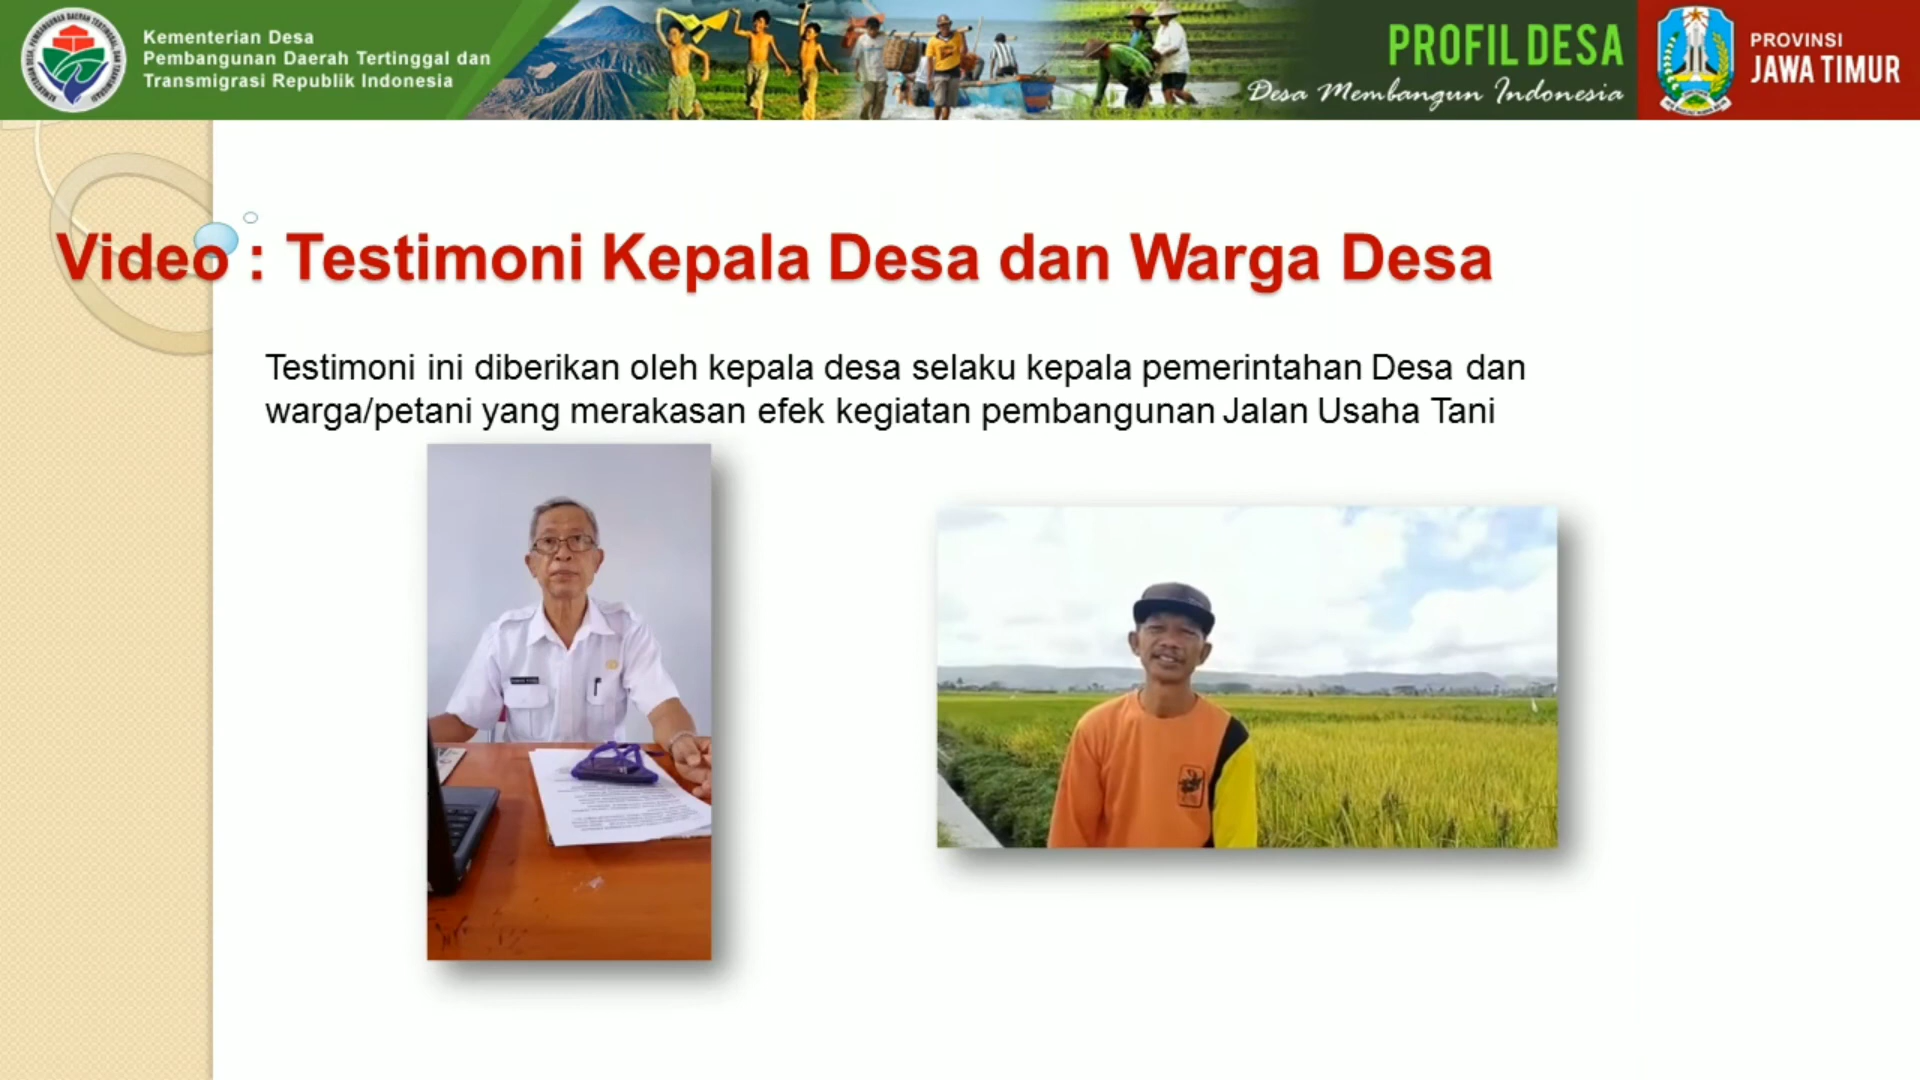 Kementerian Desa
Pembangunan Daerah Tertinggal dan
Transmigrasi Republik Indonesia
PROFIL DESA
Desa Membangun Indonesia
PROVINSI
JAWA TIMUR
Video : Testimoni Kepala Desa dan Warga Desa
Testimoni ini diberikan oleh kepala desa selaku kepala pemerintahan Desa dan
warga/petani yang merakasan efek kegiatan pembangunan Jalan Usaha Tani